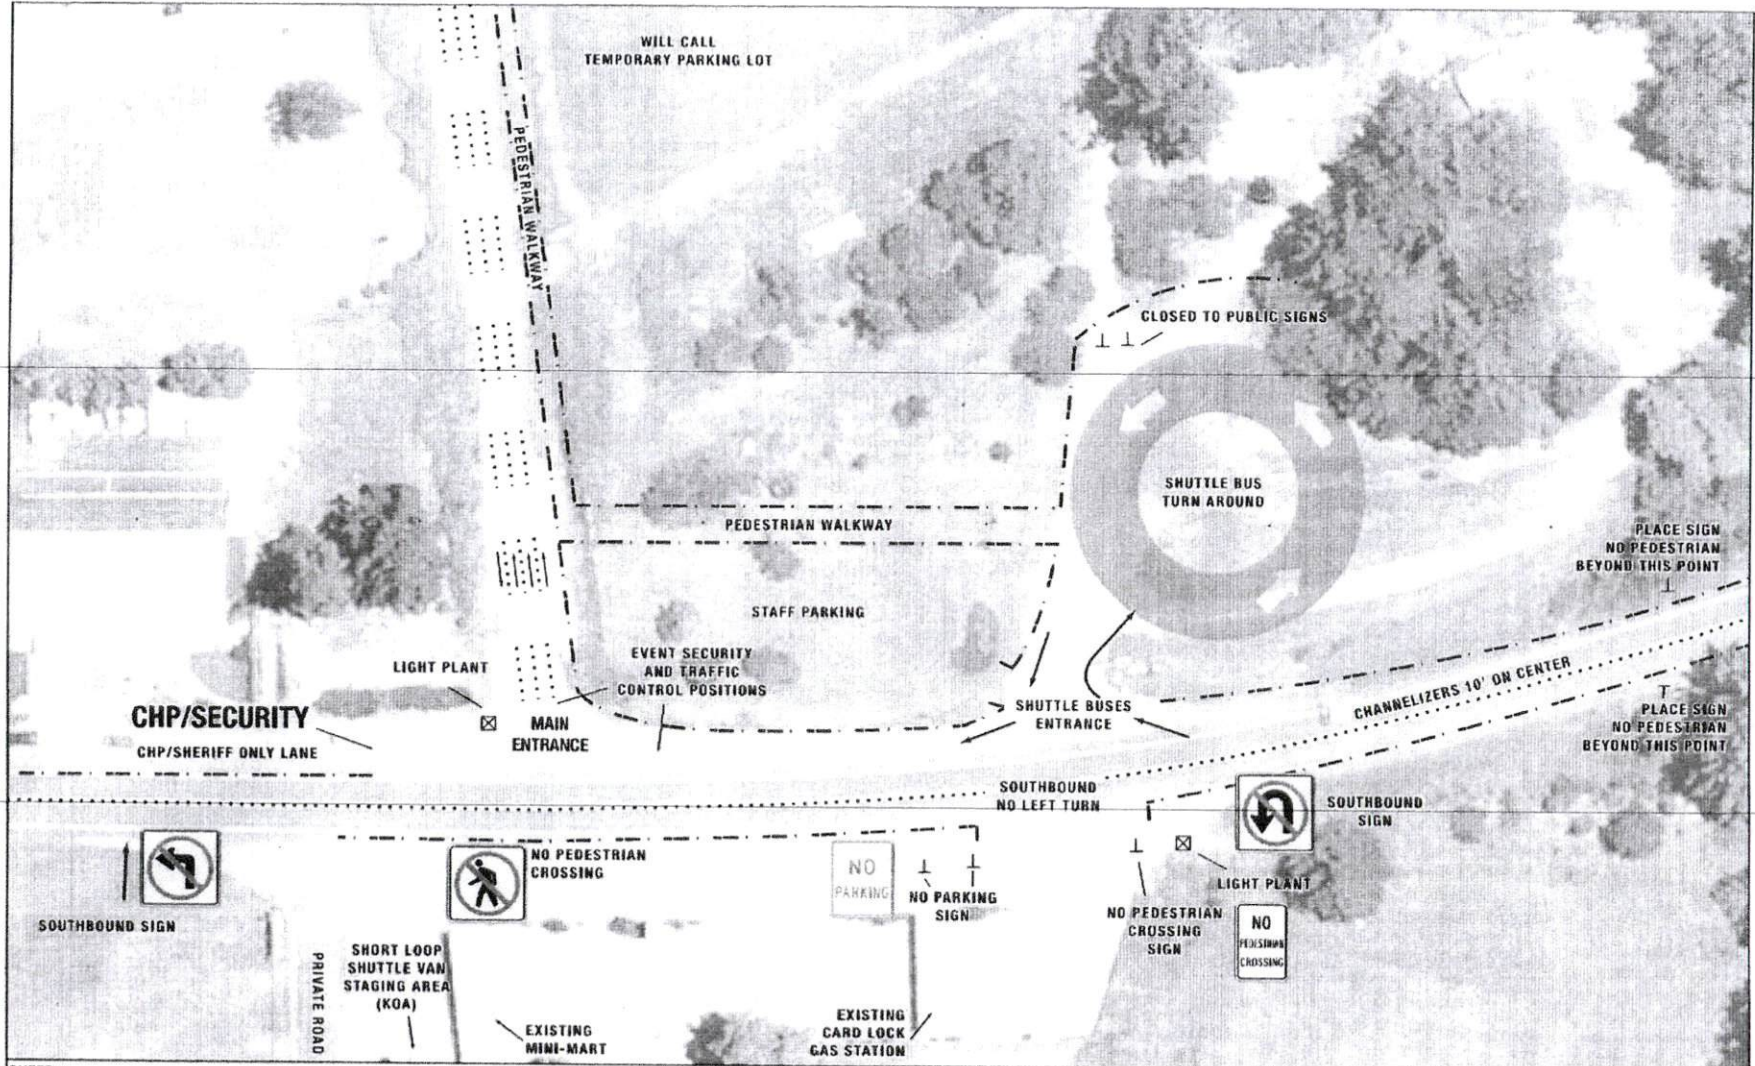 WILL CALL
TEMPORARY PARKING LOT
PEDESTRIAN WALKWAY
CLOSED TO PUBLIC SIGNS
SHUTTLE BUS
TURN AROUND
PEDESTRIAN WALKWAY
PLACE SIGN
NO PEDESTRIAN
BEYOND THIS POINT
STAFF PARKING
LIGHT PLANT
EVENT SECURITY
AND TRAFFIC
CONTROL POSITIONS
CHP/SECURITY
CHP/SHERIFF ONLY LANE
MAIN
ENTRANCE
SHUTTLE BUSES
ENTRANCE
CHANNELIZERS 10' ON CENTER
PLACE SIGN
NO PEDESTRIAN
BEYOND THIS POINT
SOUTHBOUND
NO LEFT TURN
SOUTHBOUND
SIGN
NO PEDESTRIAN
CROSSING
NO
PARKING
NO PARKING
SIGN
LIGHT PLANT
SOUTHBOUND SIGN
NO PEDESTRIAN
CROSSING
SIGN
NO
PEDESTRIAN
CROSSING
PRIVATE ROAD
SHORT LOOP
SHUTTLE VAN
STAGING AREA
(KOA)
EXISTING
MINI-MART
EXISTING
CARD LOCK
GAS STATION